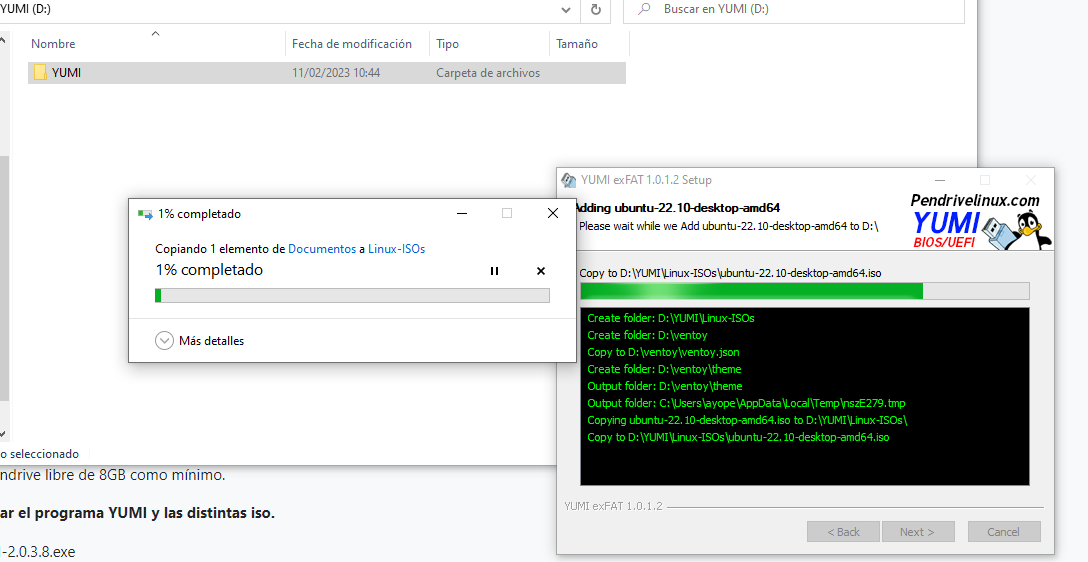 YUMI (D:)
Buscar en YUMI (D:)
Nombre
Fecha de modificación
Tipo
Tamaño
YUMI
11/02/2023 10:44
Carpeta de archivos
1% completado
Copiando 1 elemento de Documentos a Linux-ISOs
1% completado
Más detalles
YUMI exFAT 1.0.1.2 Setup
Adding ubuntu-22.10-desktop-amd64
Please wait while we Add ubuntu-22.10-desktop-amd64 to D:\
Pendrivelinux.com
YUMI
BIOS/UEFI
Copy to D:\YUMI\Linux-ISOs\ubuntu-22.10-desktop-amd64.iso
Create folder: D:\YUMI\Linux-ISOs
Create folder: D:\ventoy
Copy to D:\ventoy\ventoy.json
Create folder: D:\ventoy\theme
Output folder: D:\ventoy\theme
Output folder: C:\Users\ayope\AppData\Local\Temp\nszE279.tmp
Copying ubuntu-22.10-desktop-amd64.iso to D:\YUMI\Linux-ISOs\
Copy to D:\YUMI\Linux-ISOs\ubuntu-22.10-desktop-amd64.iso
YUMI exFAT 1.0.1.2
< Back
Next >
Cancel
o seleccionado
ndrive libre de 8GB como mínimo.
ar el programa YUMI y las distintas iso.
-2.0.3.8.exe